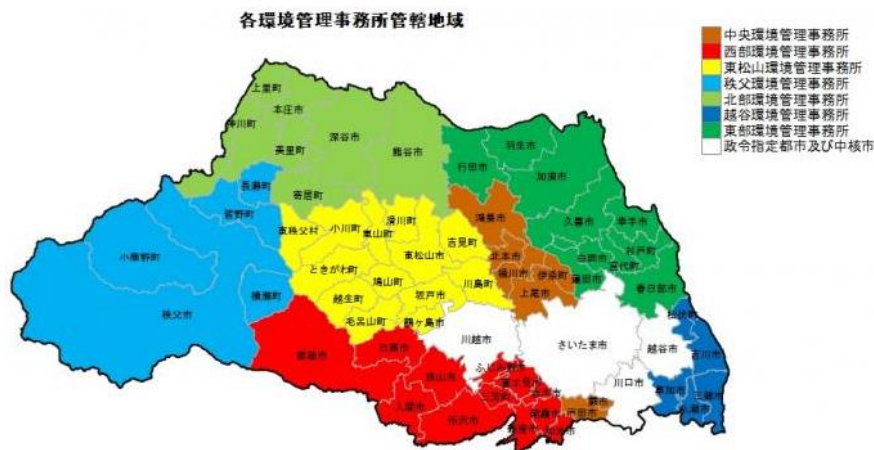 各環境管理事務所管轄地域
中央環境管理事務所
西部環境管理事務所
東松山環境管理事務所
秩父環境管理事務所
北部環境管理事務所
越谷環境管理事務所
東部環境管理事務所
政令指定都市及び中核市
上里町
本庄市
神川町
深谷市
美里町
熊谷市
羽生市
行田市
加須市
長瀞町
寄居町
皆野町
鴻巣市
久喜市
幸手市
東秩父村
小川町
滑川町
嵐山町
吉見町
小鹿野町
東松山市
北本市
白岡市
杉戸町
宮代町
ときがわ町
桶川市
伊奈町
蓮田市
鳩山町
川島町
春日部市
横瀬町
越生町
坂戸市
上尾市
秩父市
毛呂山町
鶴ヶ島市
松伏町
川越市
さいたま市
越谷市
吉川市
飯能市
日高市
ふじみ野市
狭山市
富士見市
三芳町
川口市
草加市
三郷市
入間市
所沢市
蕨市
戸田市
八潮市
新座市